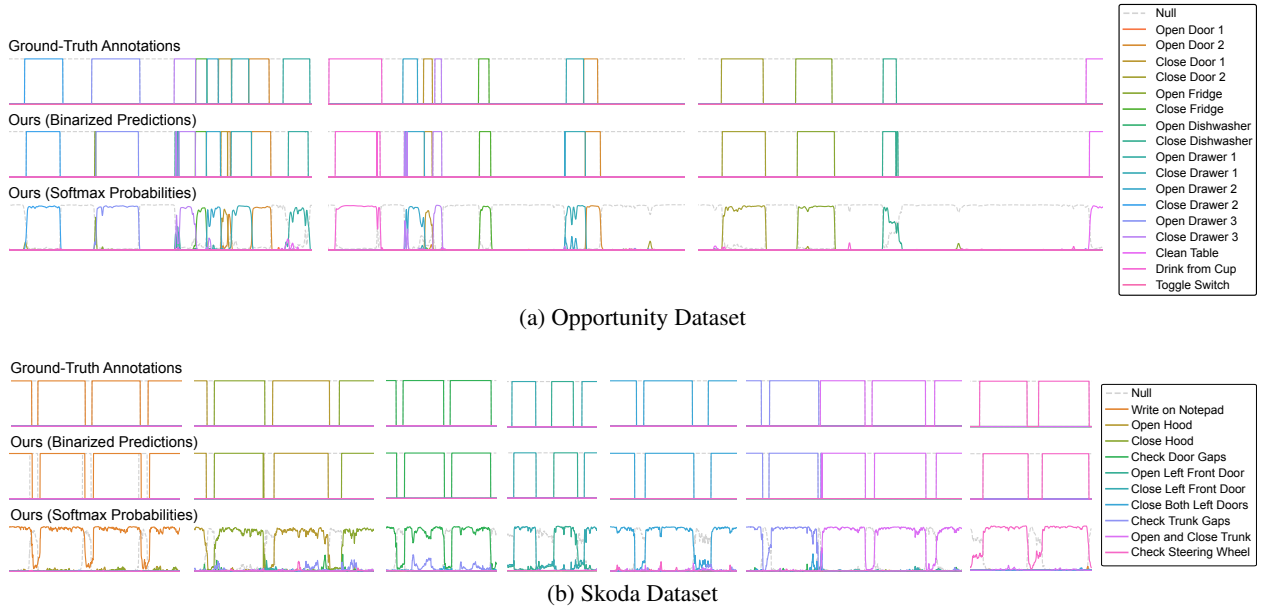 Ground-Truth Annotations
Ours (Binarized Predictions)
Ours (Softmax Probabilities)
Null
Open Door 1
Open Door 2
Close Door 1
Close Door 2
Open Fridge
Close Fridge
Open Dishwasher
Close Dishwasher
Open Drawer 1
Close Drawer 1
Open Drawer 2
Close Drawer 2
Open Drawer 3
Close Drawer 3
Clean Table
Drink from Cup
Toggle Switch
(a) Opportunity Dataset
Ground-Truth Annotations
Ours (Binarized Predictions)
Ours (Softmax Probabilities)
Null
Write on Notepad
Open Hood
Close Hood
Check Door Gaps
Open Left Front Door
Close Left Front Door
Close Both Left Doors
Check Trunk Gaps
Open and Close Trunk
Check Steering Wheel
(b) Skoda Dataset